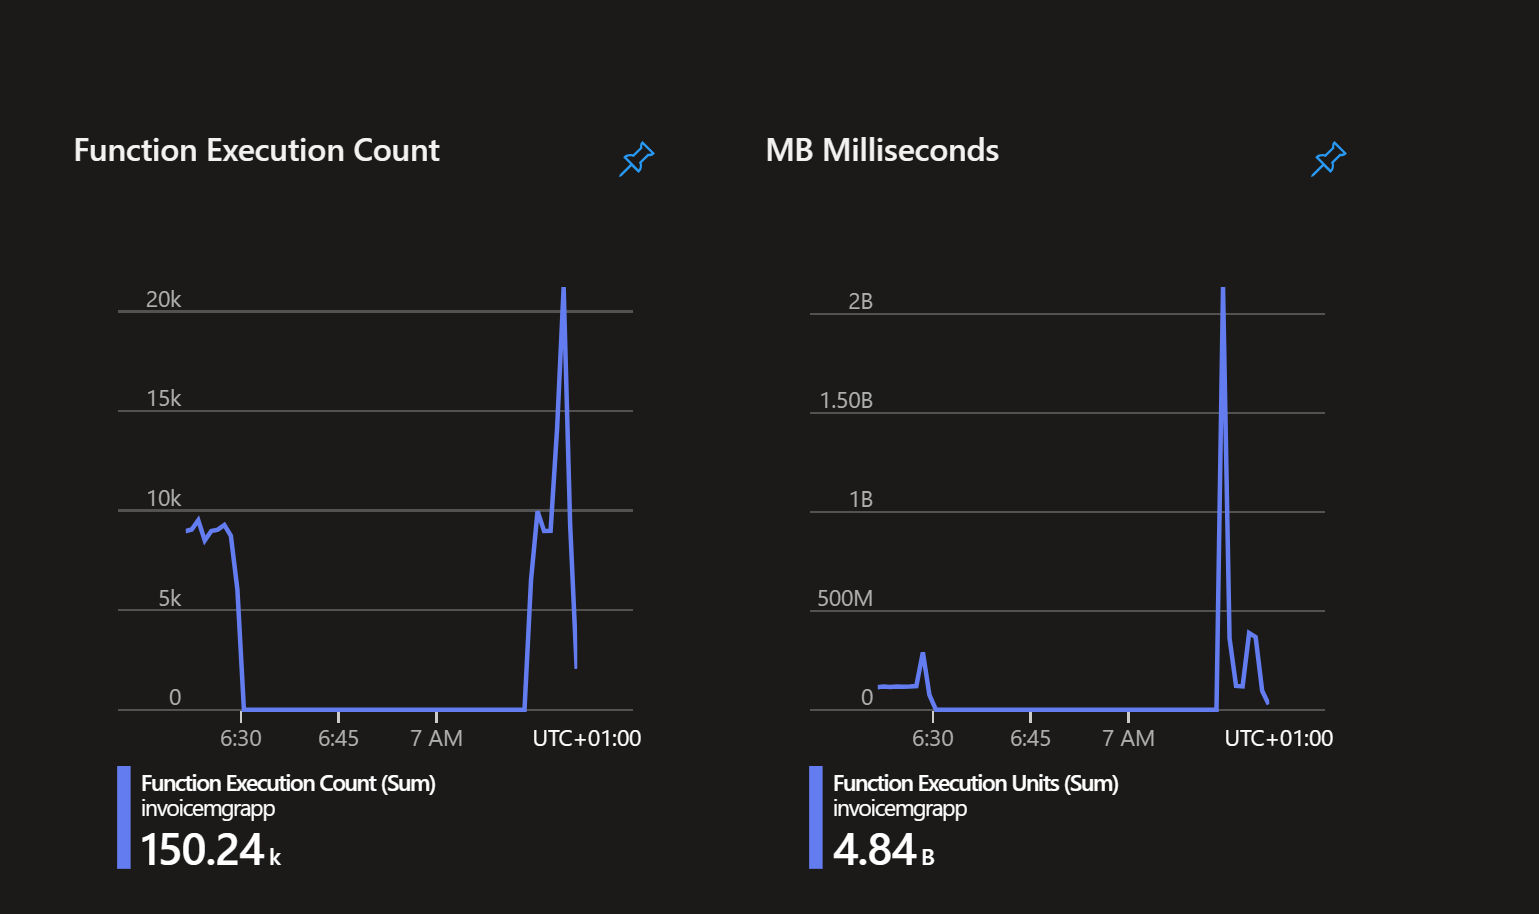 Function Execution Count
20k
15k
10k
5k
0
6:30 6:45 7 AM UTC+01:00
Function Execution Count (Sum)
invoicemgrapp
150.24 k
MB Milliseconds
2B
1.50B
1B
500M
0
6:30 6:45 7 AM UTC+01:00
Function Execution Units (Sum)
invoicemgrapp
4.84 B